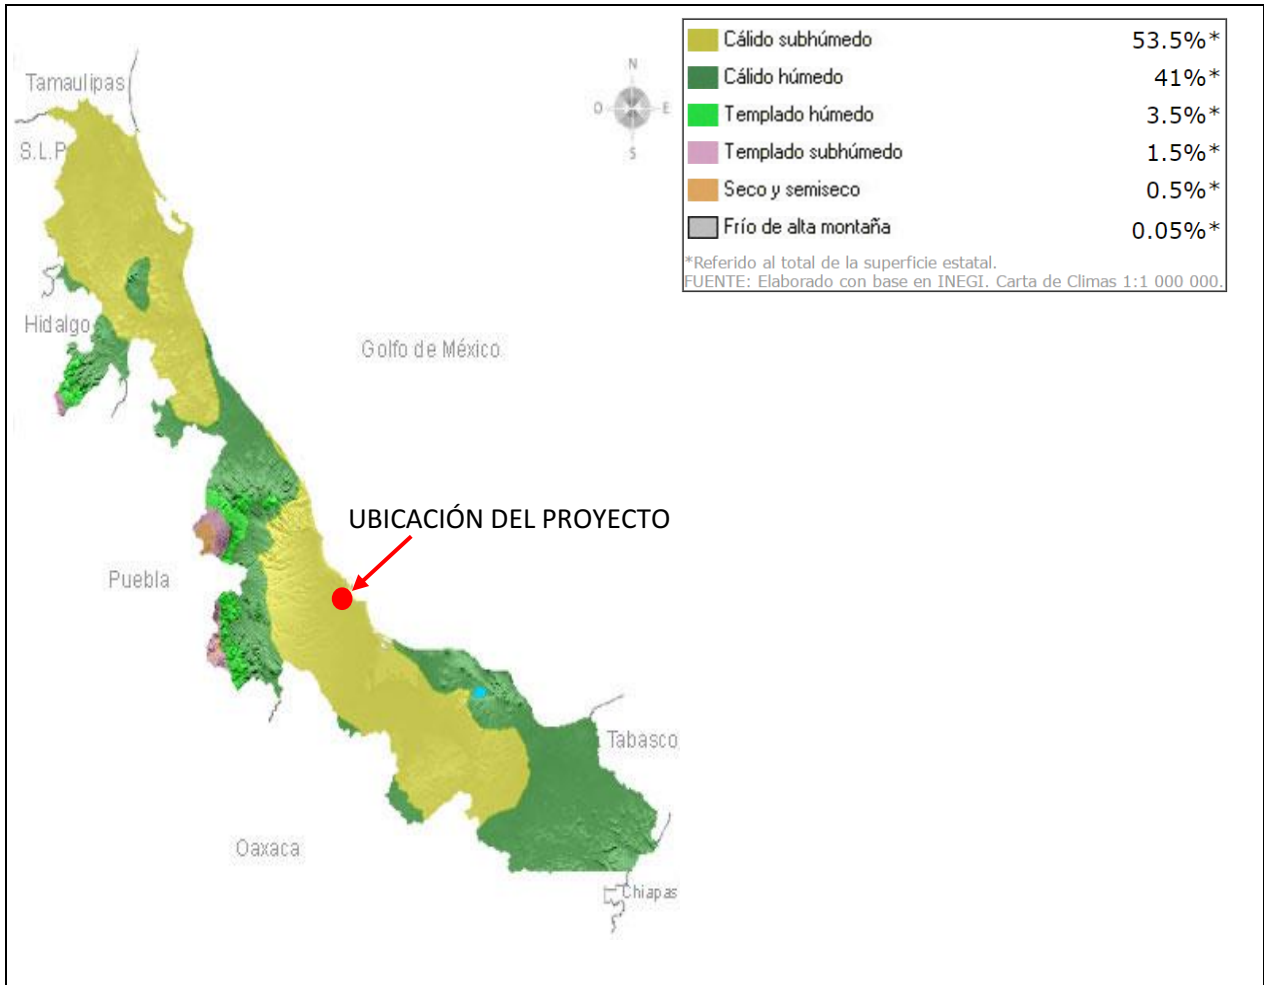 Cálido subhúmedo 53.5%*
Cálido húmedo 41%*
Templado húmedo 3.5%*
Templado subhúmedo 1.5%*
Seco y semiseco 0.5%*
Frío de alta montaña 0.05%*
*Referido al total de la superficie estatal.
FUENTE: Elaborado con base en INEGI. Carta de Climas 1:1 000 000.
N
O E
S
Tamaulipas
S.L.P
Hidalgo
Golfo de México
UBICACIÓN DEL PROYECTO
Puebla
Tabasco
Oaxaca
Chiapas